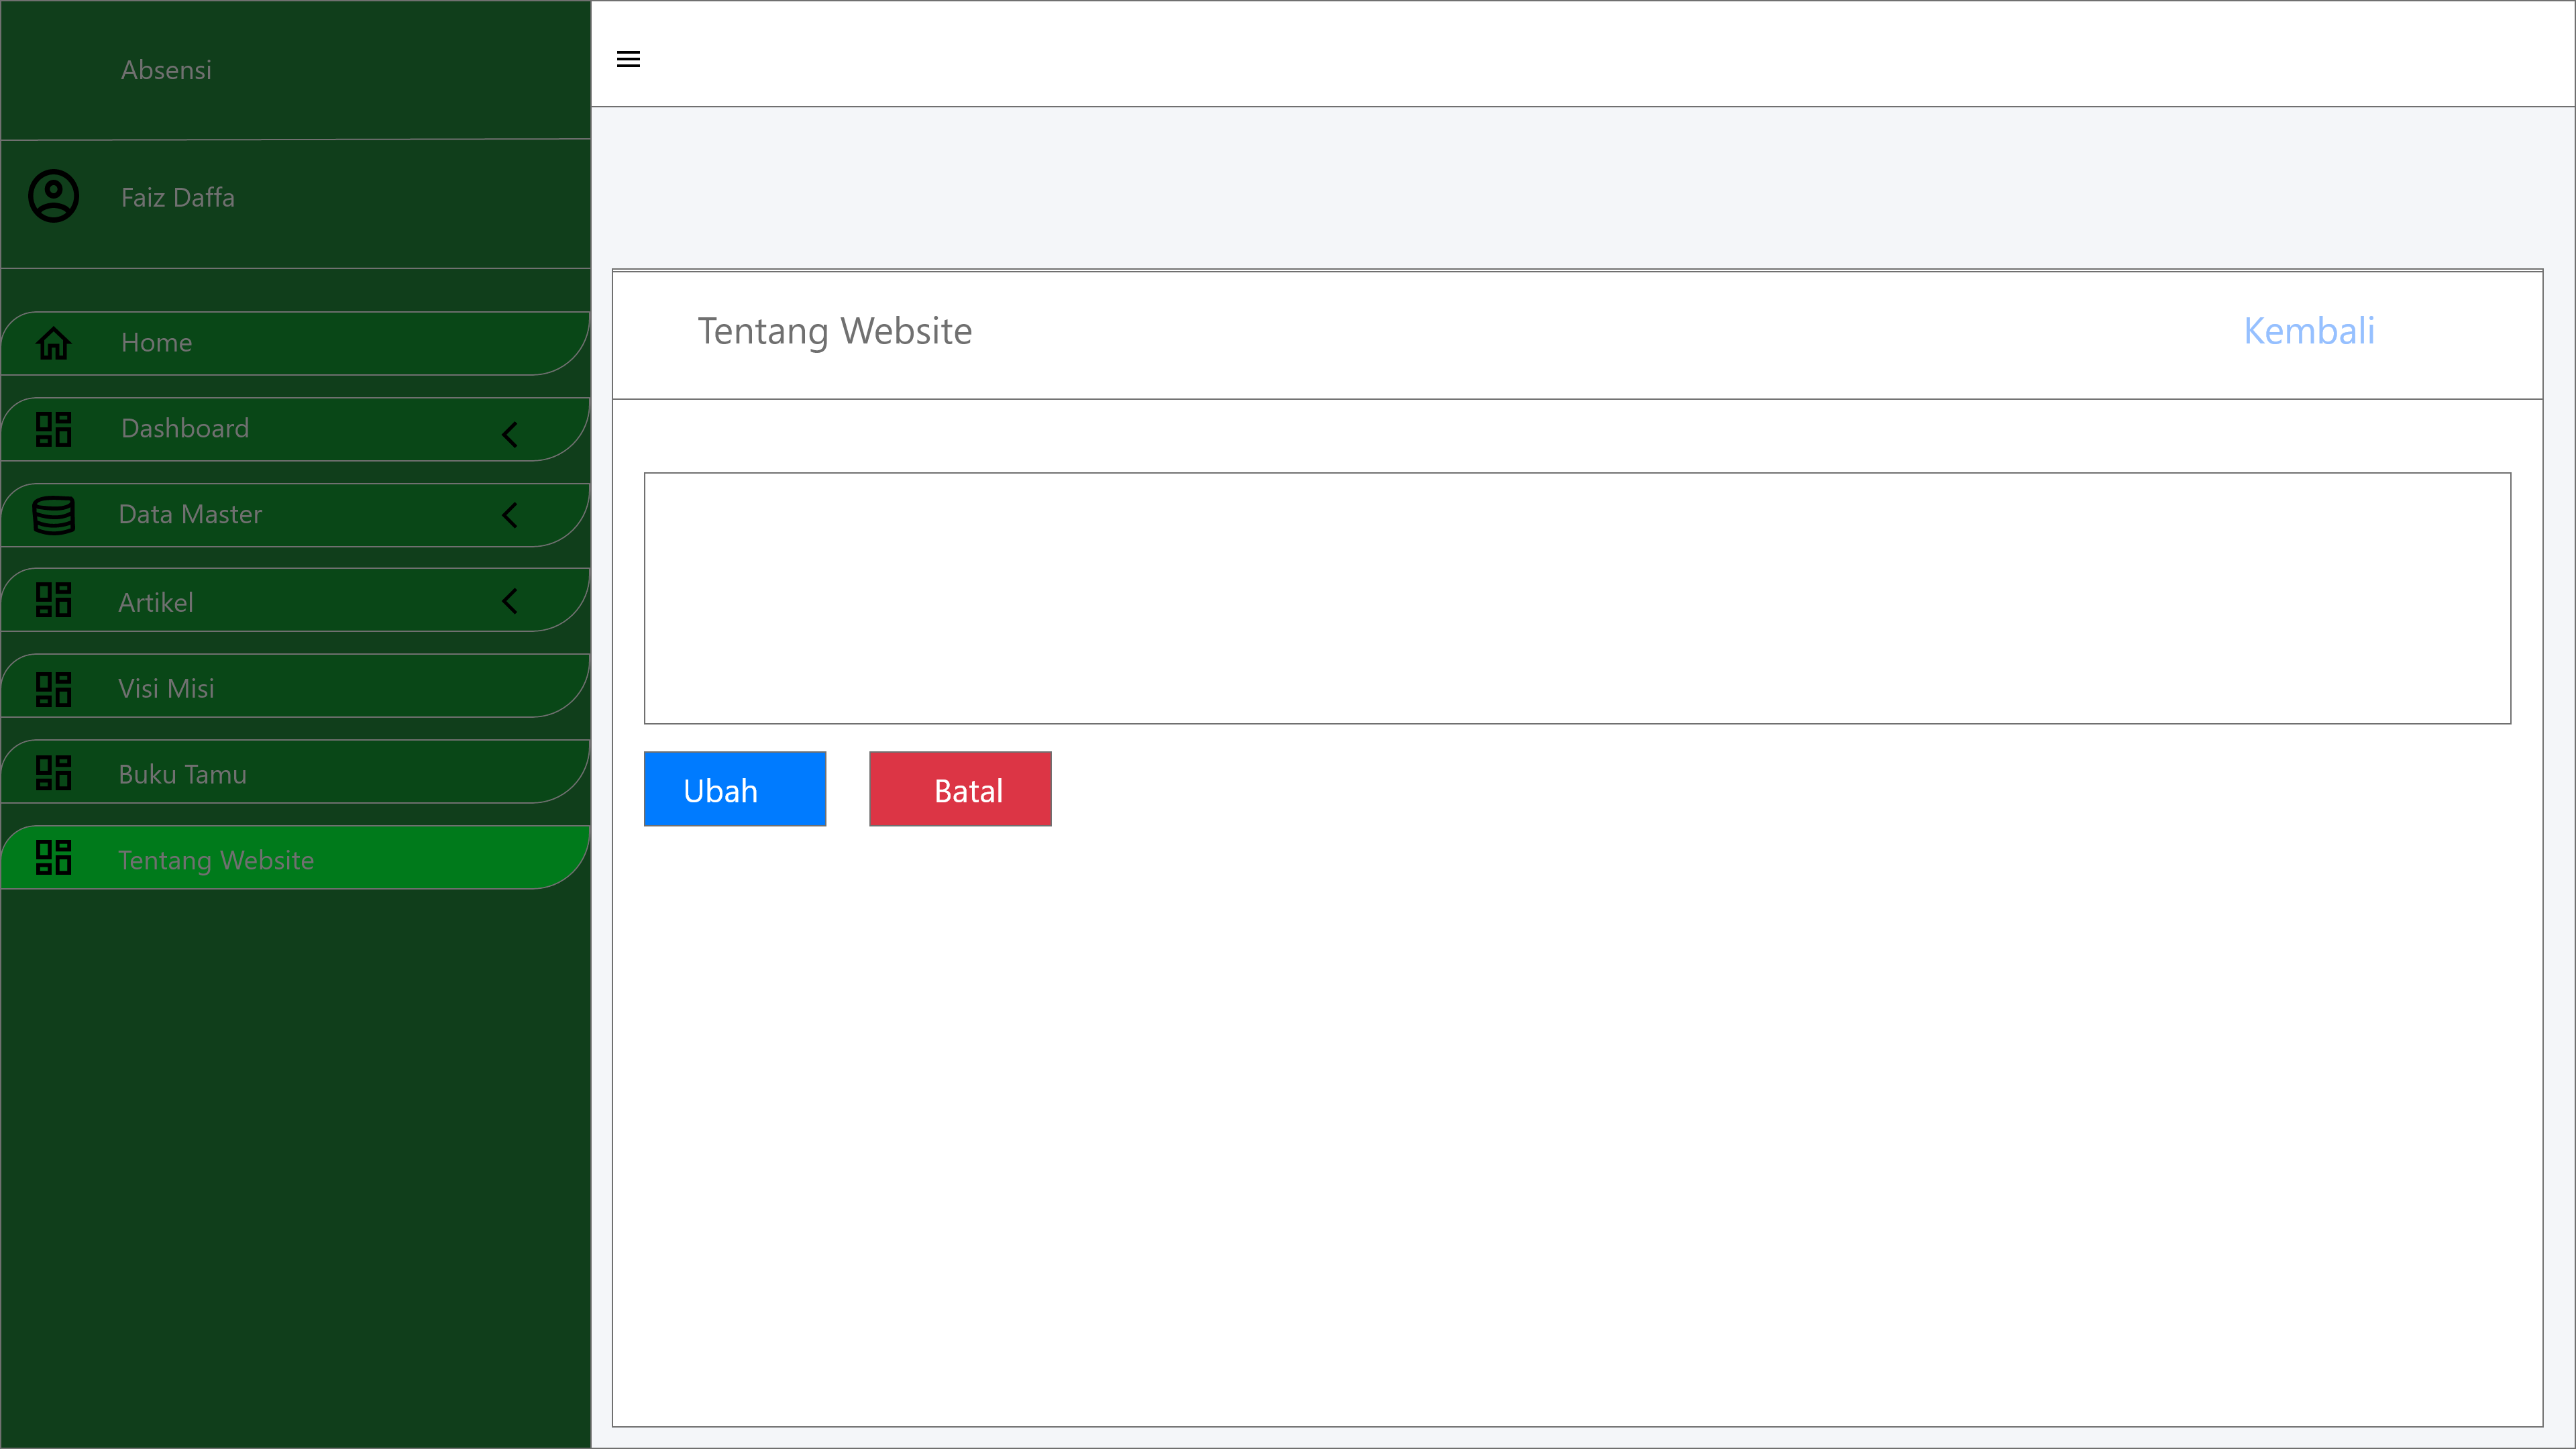 Absensi
Faiz Daffa
Home
Dashboard
Data Master
Artikel
Visi Misi
Buku Tamu
Tentang Website
Tentang Website
Kembali
Ubah
Batal